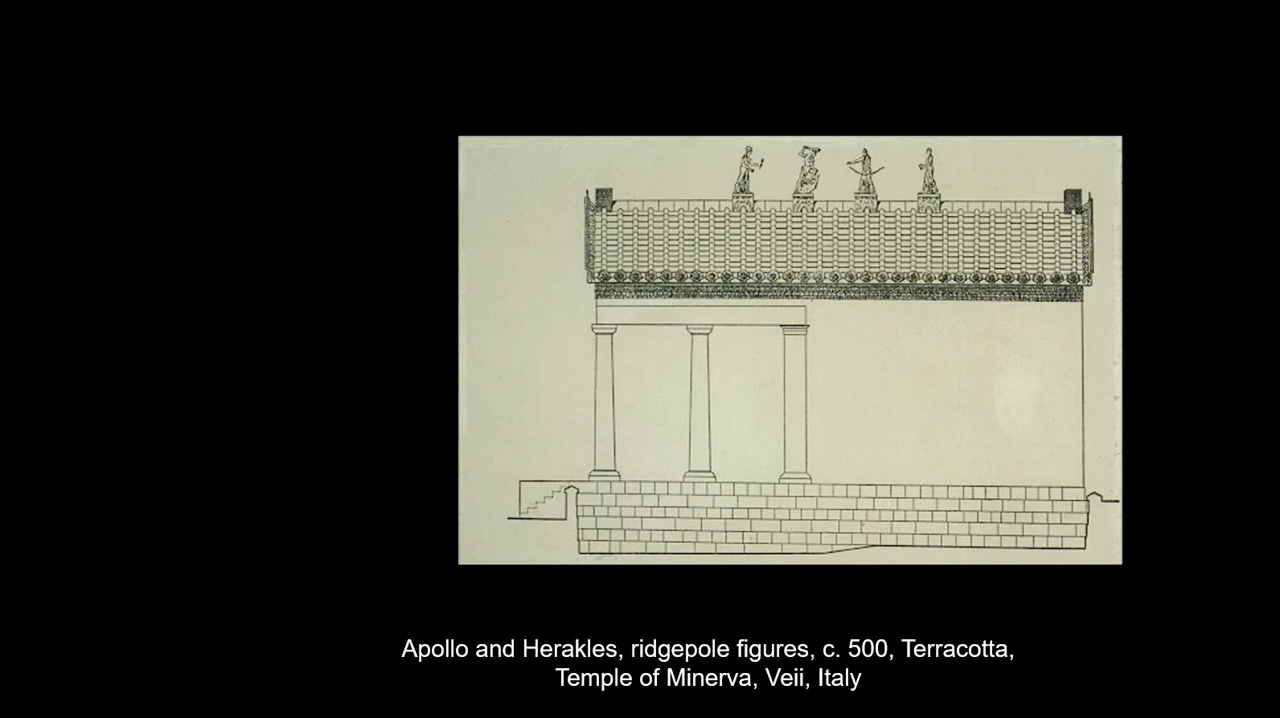 Apollo and Herakles, ridgepole figures, c. 500, Terracotta,
Temple of Minerva, Veii, Italy